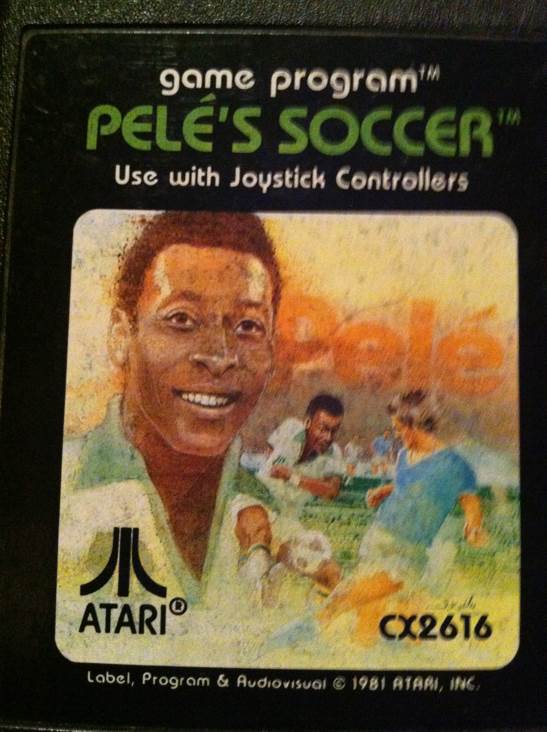 game program™
PELÉ'S SOCCER™
Use with Joystick Controllers
Pelé
ATARI®
CX2616
Label, Program & Audiovisual © 1981 ATARI, INC.